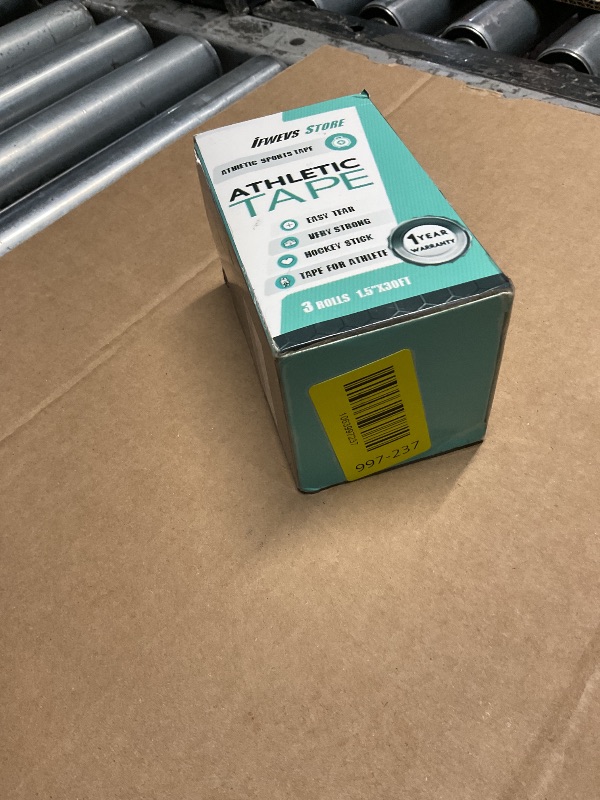 IFWEVS STORE
ATHLETIC SPORTS TAPE
ATHLETIC
TAPE
EASY TEAR
VERY STRONG
HOCKEY STICK
TAPE FOR ATHLETE
1 YEAR
WARRANTY
3 ROLLS 1.5"X30FT
997-237